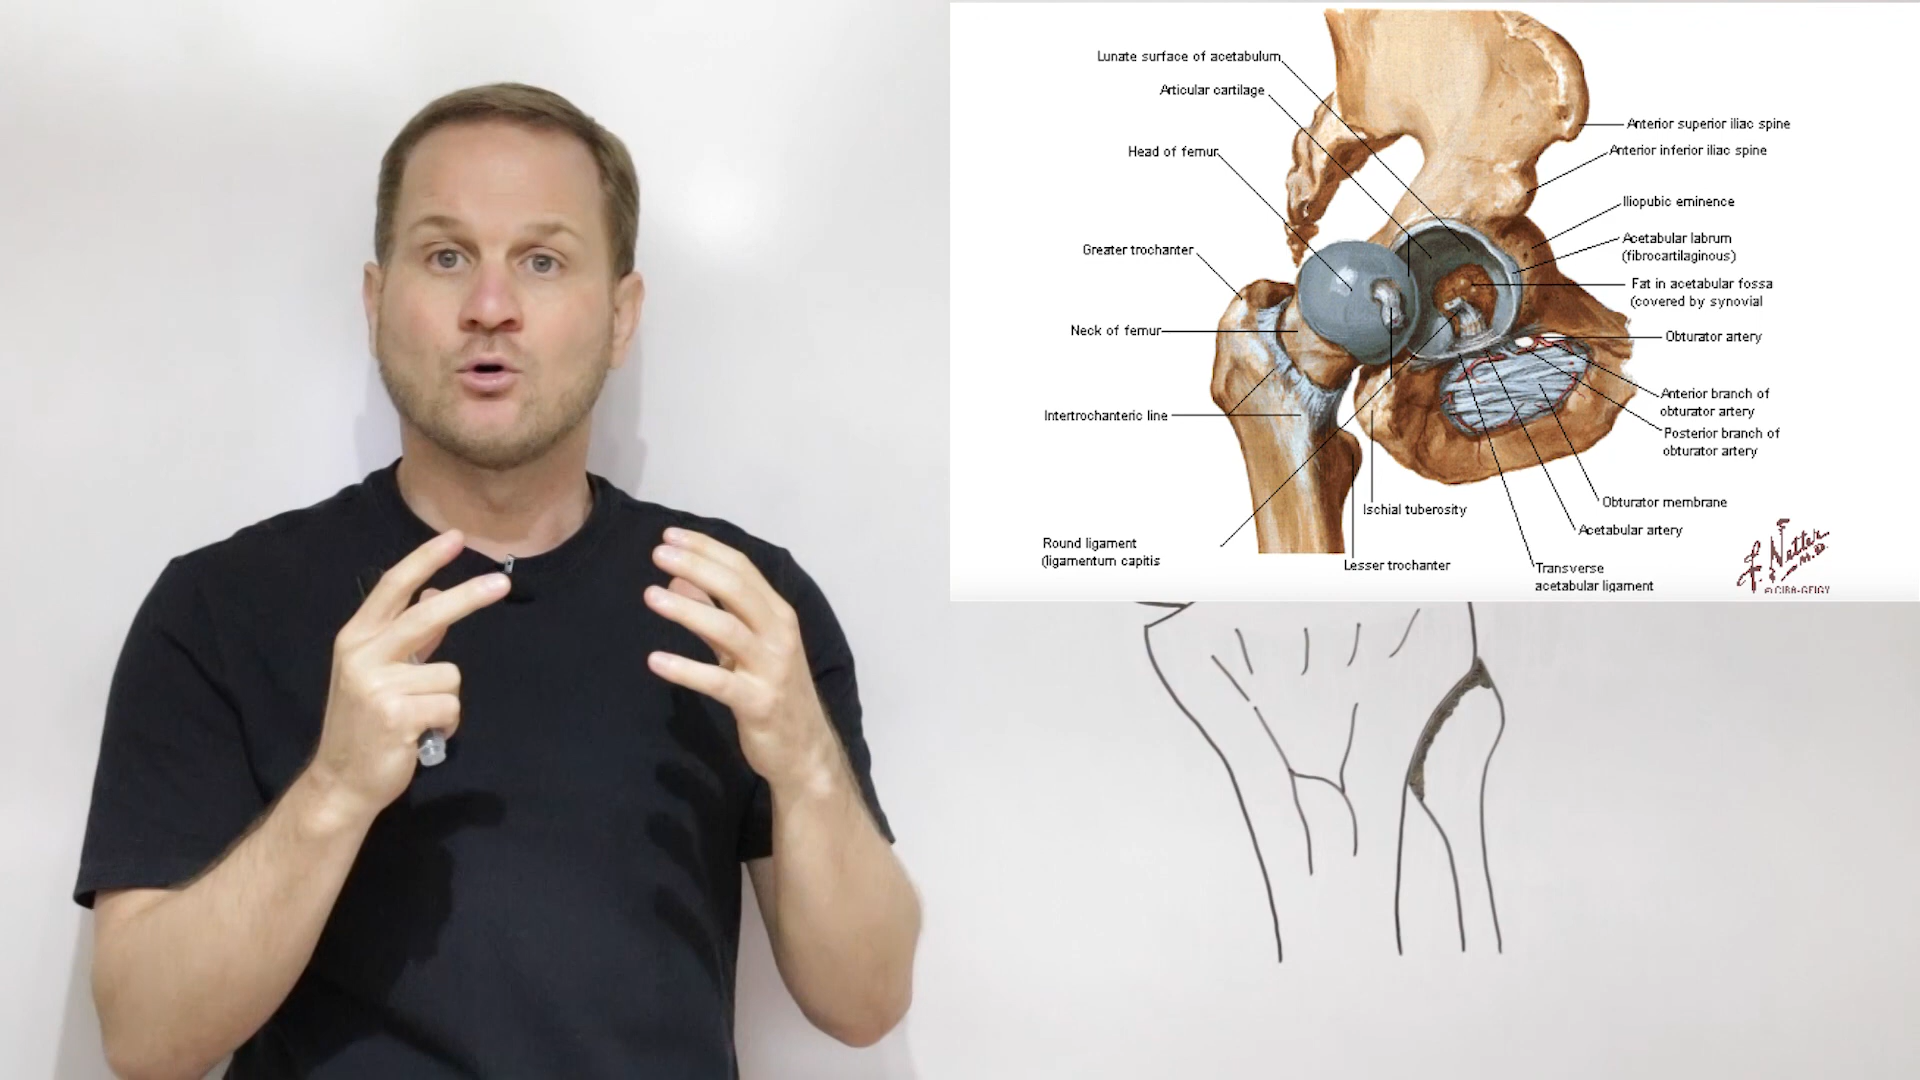 Lunate surface of acetabulum
Articular cartilage
Head of femur
Greater trochanter
Neck of femur
Intertrochanteric line
Round ligament
(ligamentum capitis
Ischial tuberosity
Lesser trochanter
Anterior superior iliac spine
Anterior inferior iliac spine
Iliopubic eminence
Acetabular labrum
(fibrocartilaginous)
Fat in acetabular fossa
(covered by synovial
Obturator artery
Anterior branch of
obturator artery
Posterior branch of
obturator artery
Obturator membrane
Acetabular artery
Transverse
acetabular ligament
F. Netter
M.D.
© CIBA-GEIGY